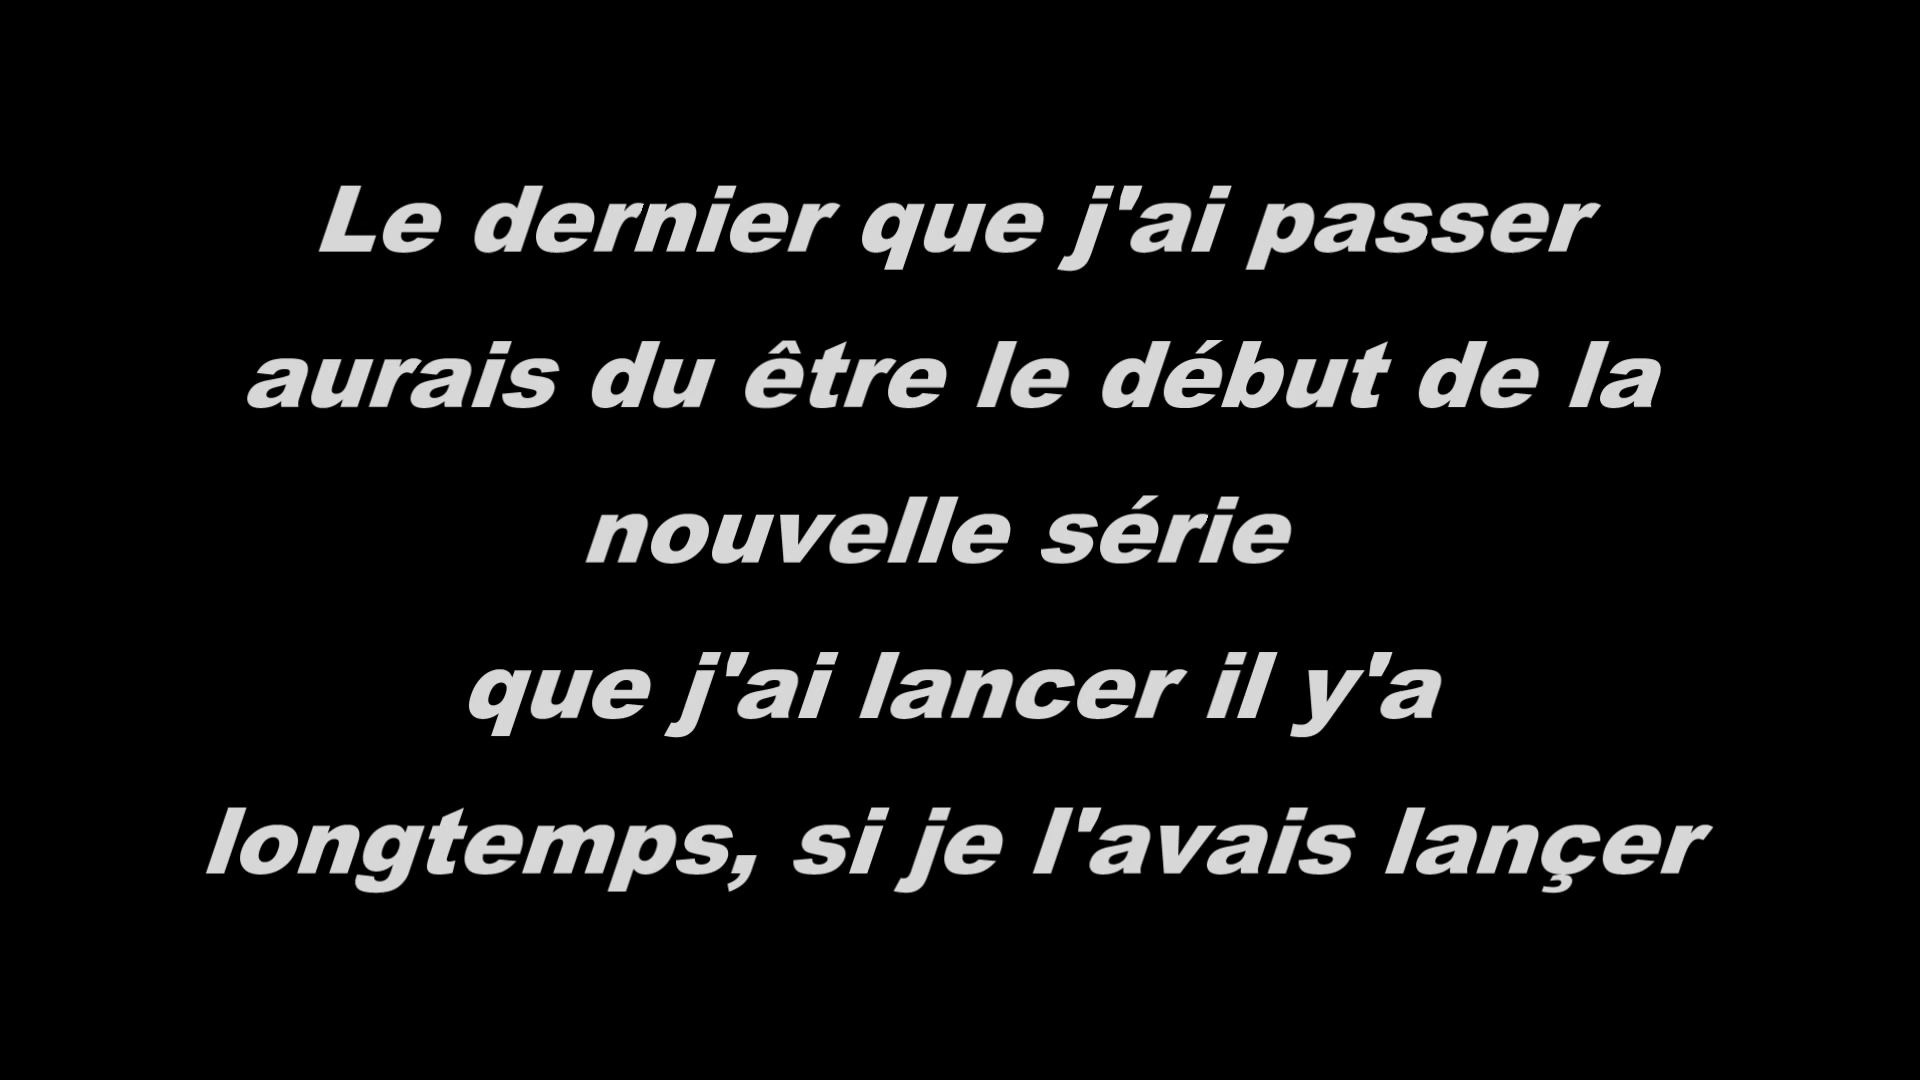 Le dernier que j'ai passer
aurais du être le début de la
nouvelle série
que j'ai lancer il y'a
longtemps, si je l'avais lançer